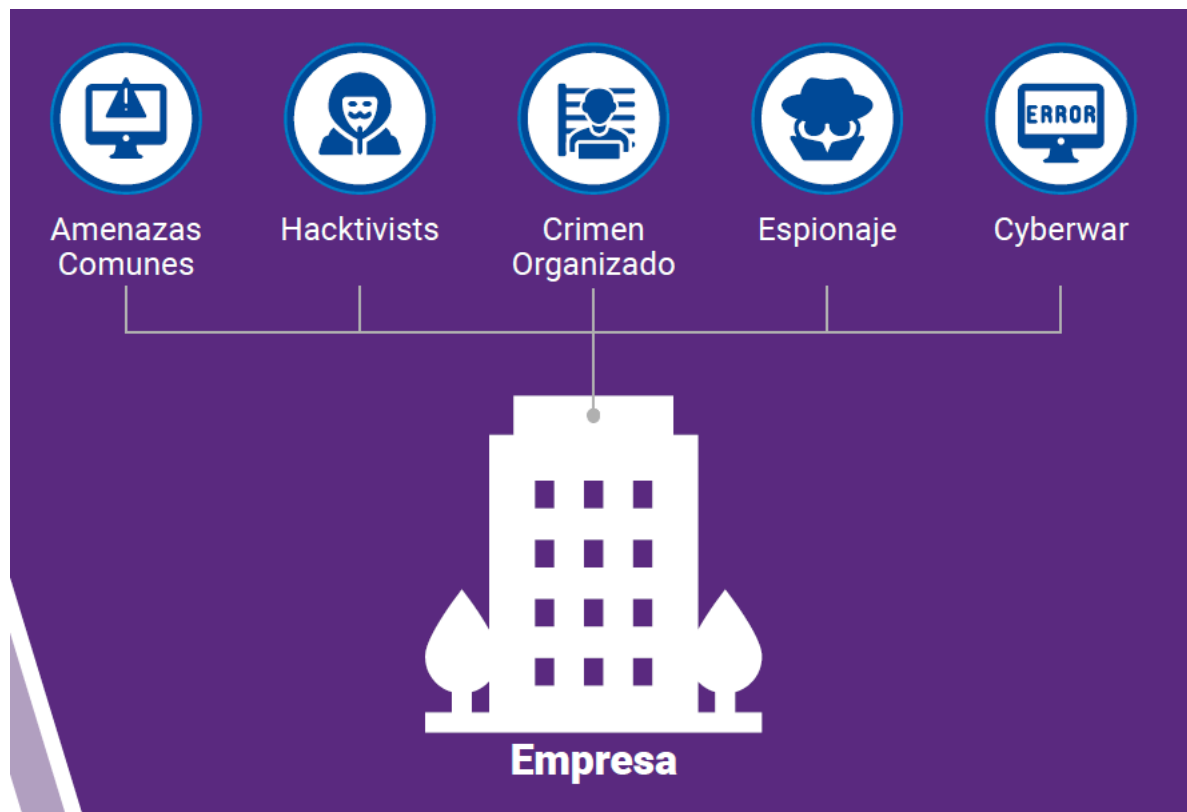 ERROR
Amenazas
Comunes
Hacktivists
Crimen
Organizado
Espionaje
Cyberwar
Empresa